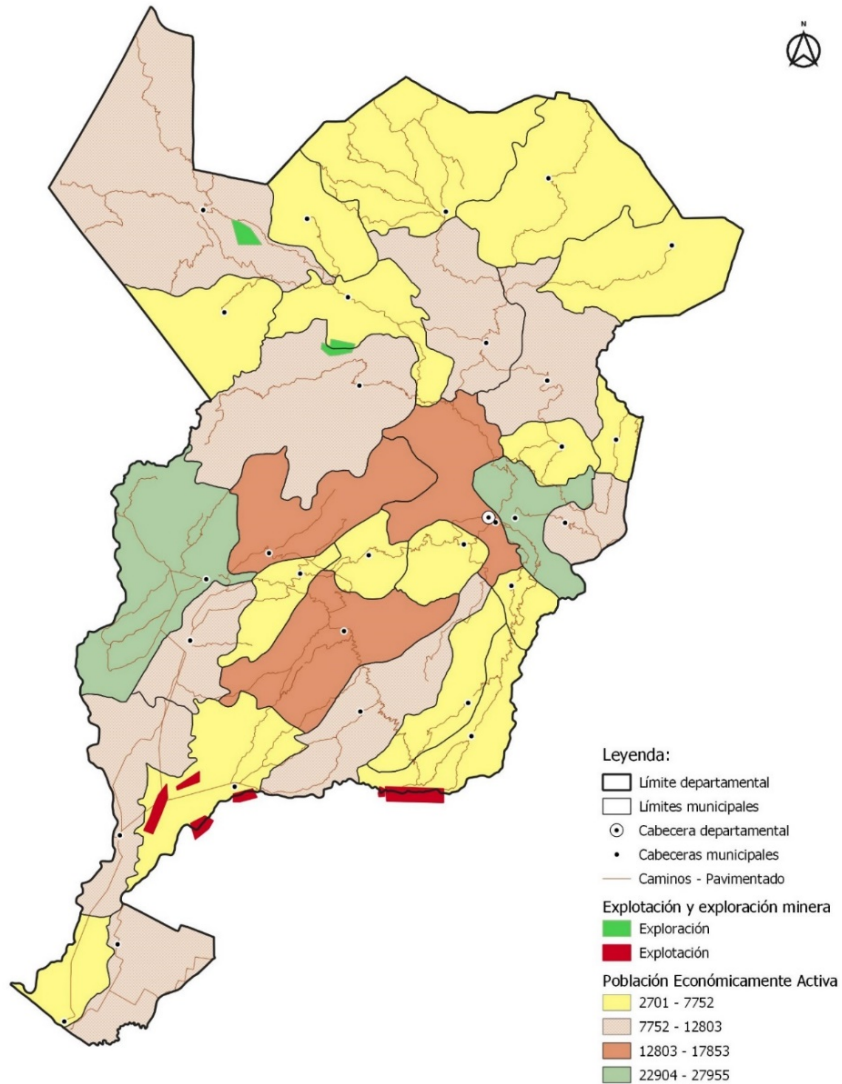 N
Leyenda:
Límite departamental
Límites municipales
Cabecera departamental
Cabeceras municipales
Caminos - Pavimentado
Explotación y exploración minera
Exploración
Explotación
Población Económicamente Activa
2701 - 7752
7752 - 12803
12803 - 17853
22904 - 27955